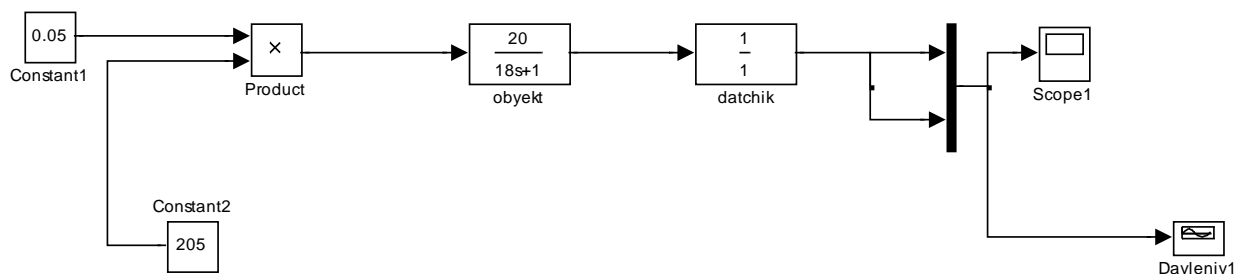 0.05
Constant1
×
Product
20
18s+1
obyekt
1
1
datchik
Scope1
Constant2
205
Davleniy1